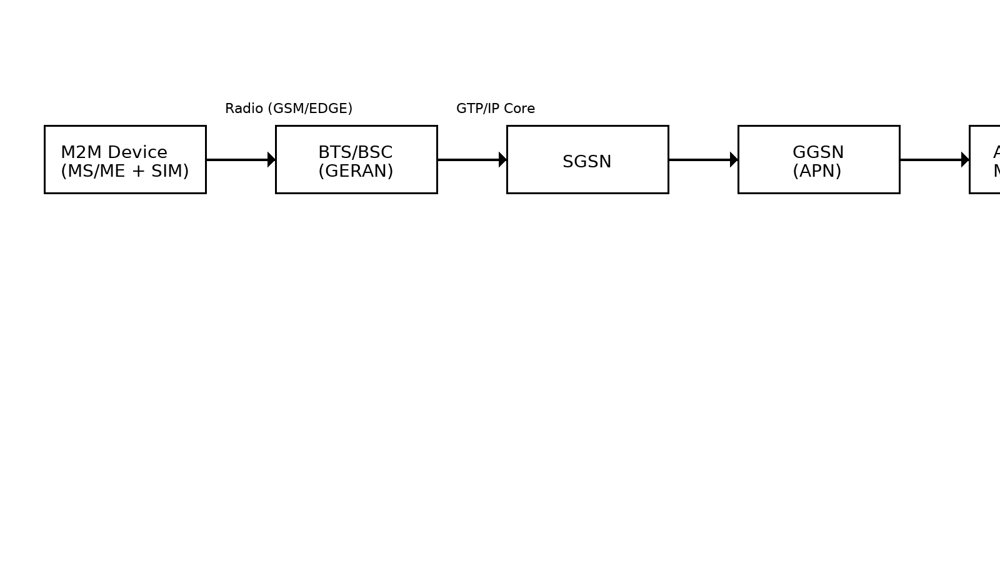 Radio (GSM/EDGE)
GTP/IP Core
M2M Device
(MS/ME + SIM)
BTS/BSC
(GERAN)
SGSN
GGSN
(APN)